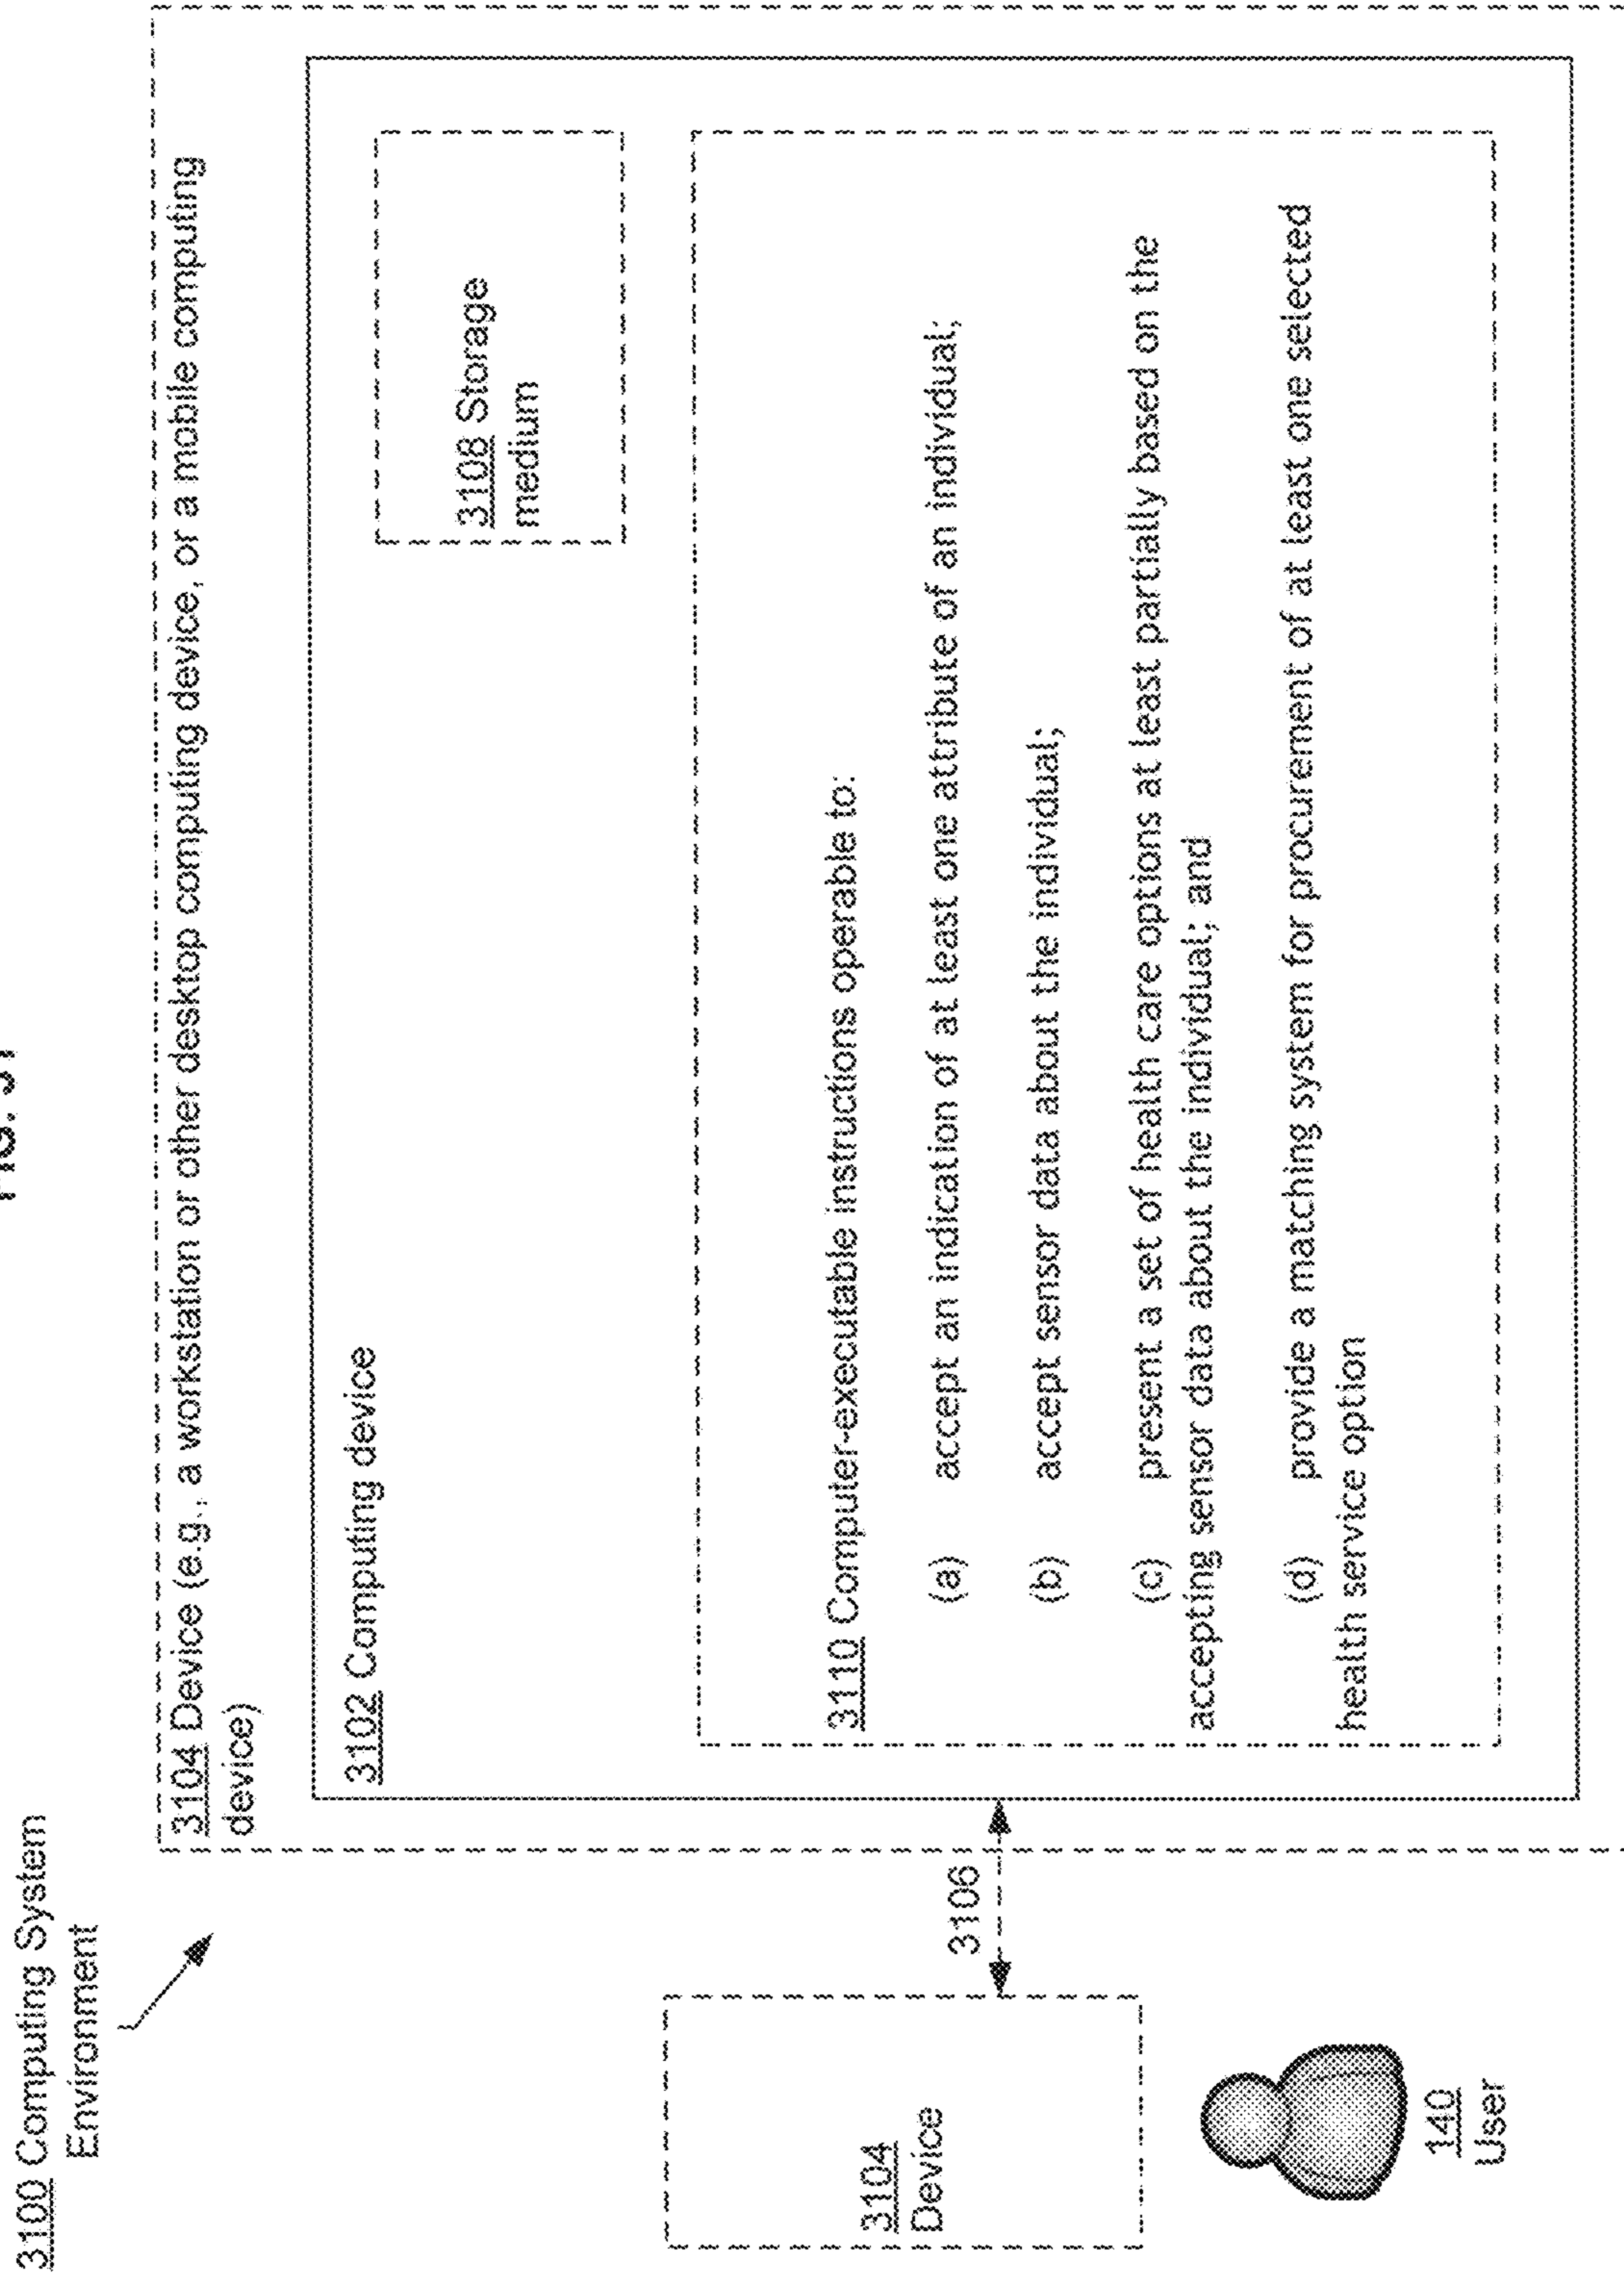 3100 Computing System
Environment
3104 Device (e.g., a workstation or other desktop computing device, or a mobile computing
device)
3102 Computing device
3108 Storage
medium
3110 Computer-executable instructions operable to:
(a) accept an indication of at least one attribute of an individual;
(b) accept sensor data about the individual;
(c) present a set of health care options at least partially based on the
accepting sensor data about the individual; and
(d) provide a matching system for procurement of at least one selected
health service option
3106
3104
Device
140
User